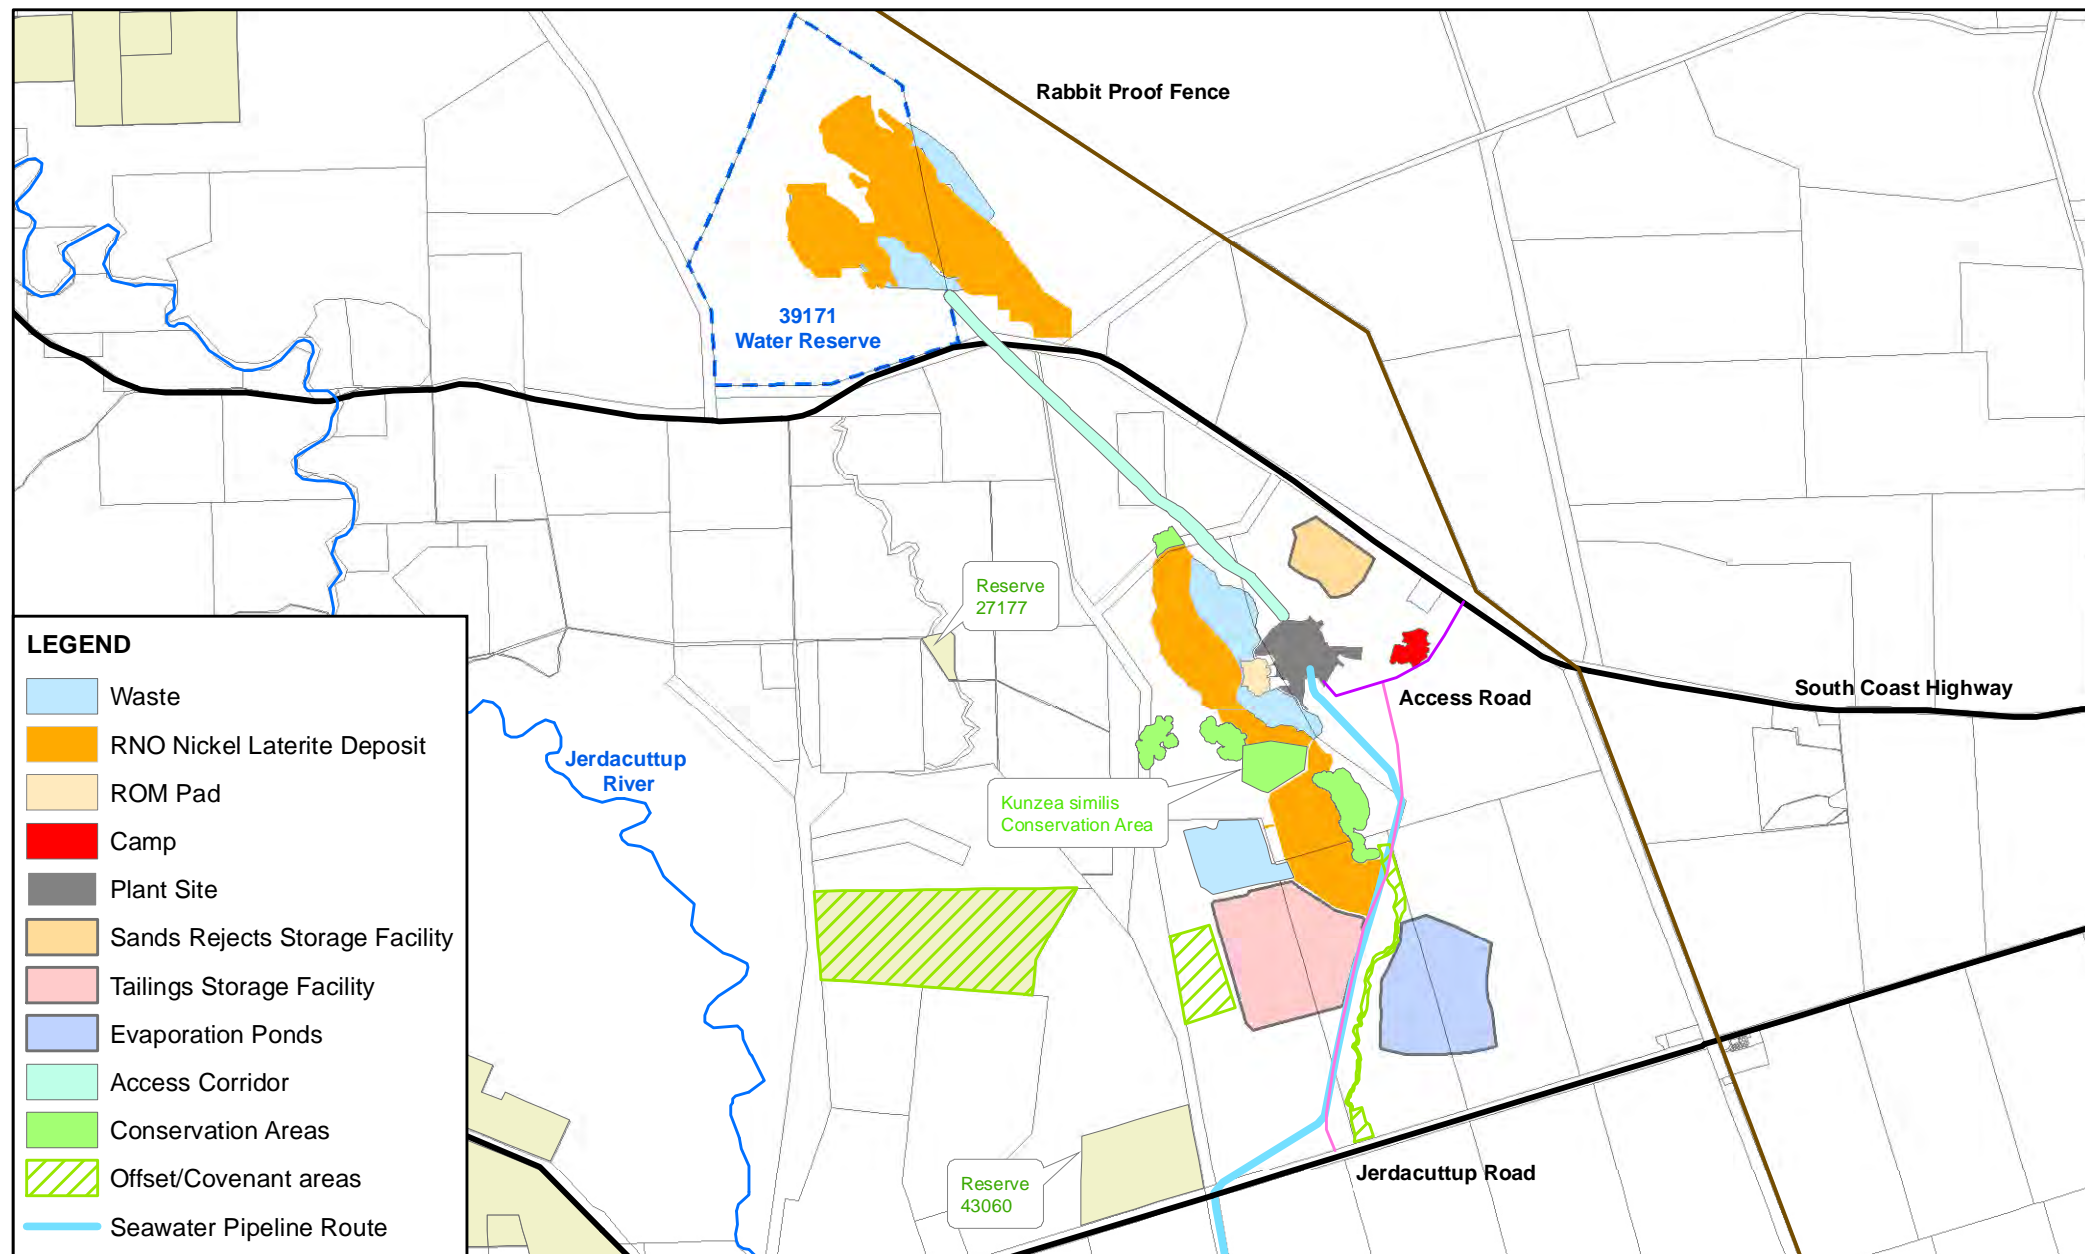 Rabbit Proof Fence
39171
Water Reserve
Reserve
27177
Access Road
South Coast Highway
Jerdacuttup
River
Kunzea similis
Conservation Area
Reserve
43060
Jerdacuttup Road
LEGEND
Waste
RNO Nickel Laterite Deposit
ROM Pad
Camp
Plant Site
Sands Rejects Storage Facility
Tailings Storage Facility
Evaporation Ponds
Access Corridor
Conservation Areas
Offset/Covenant areas
Seawater Pipeline Route